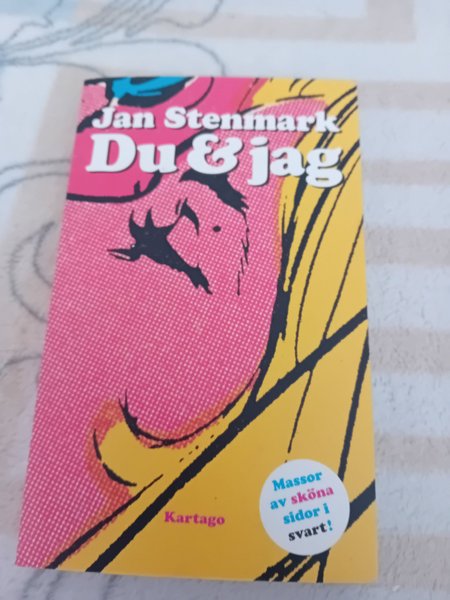 Jan Stenmark
Du & jag
Kartago
Massor
av sköna
sidor i
svart!